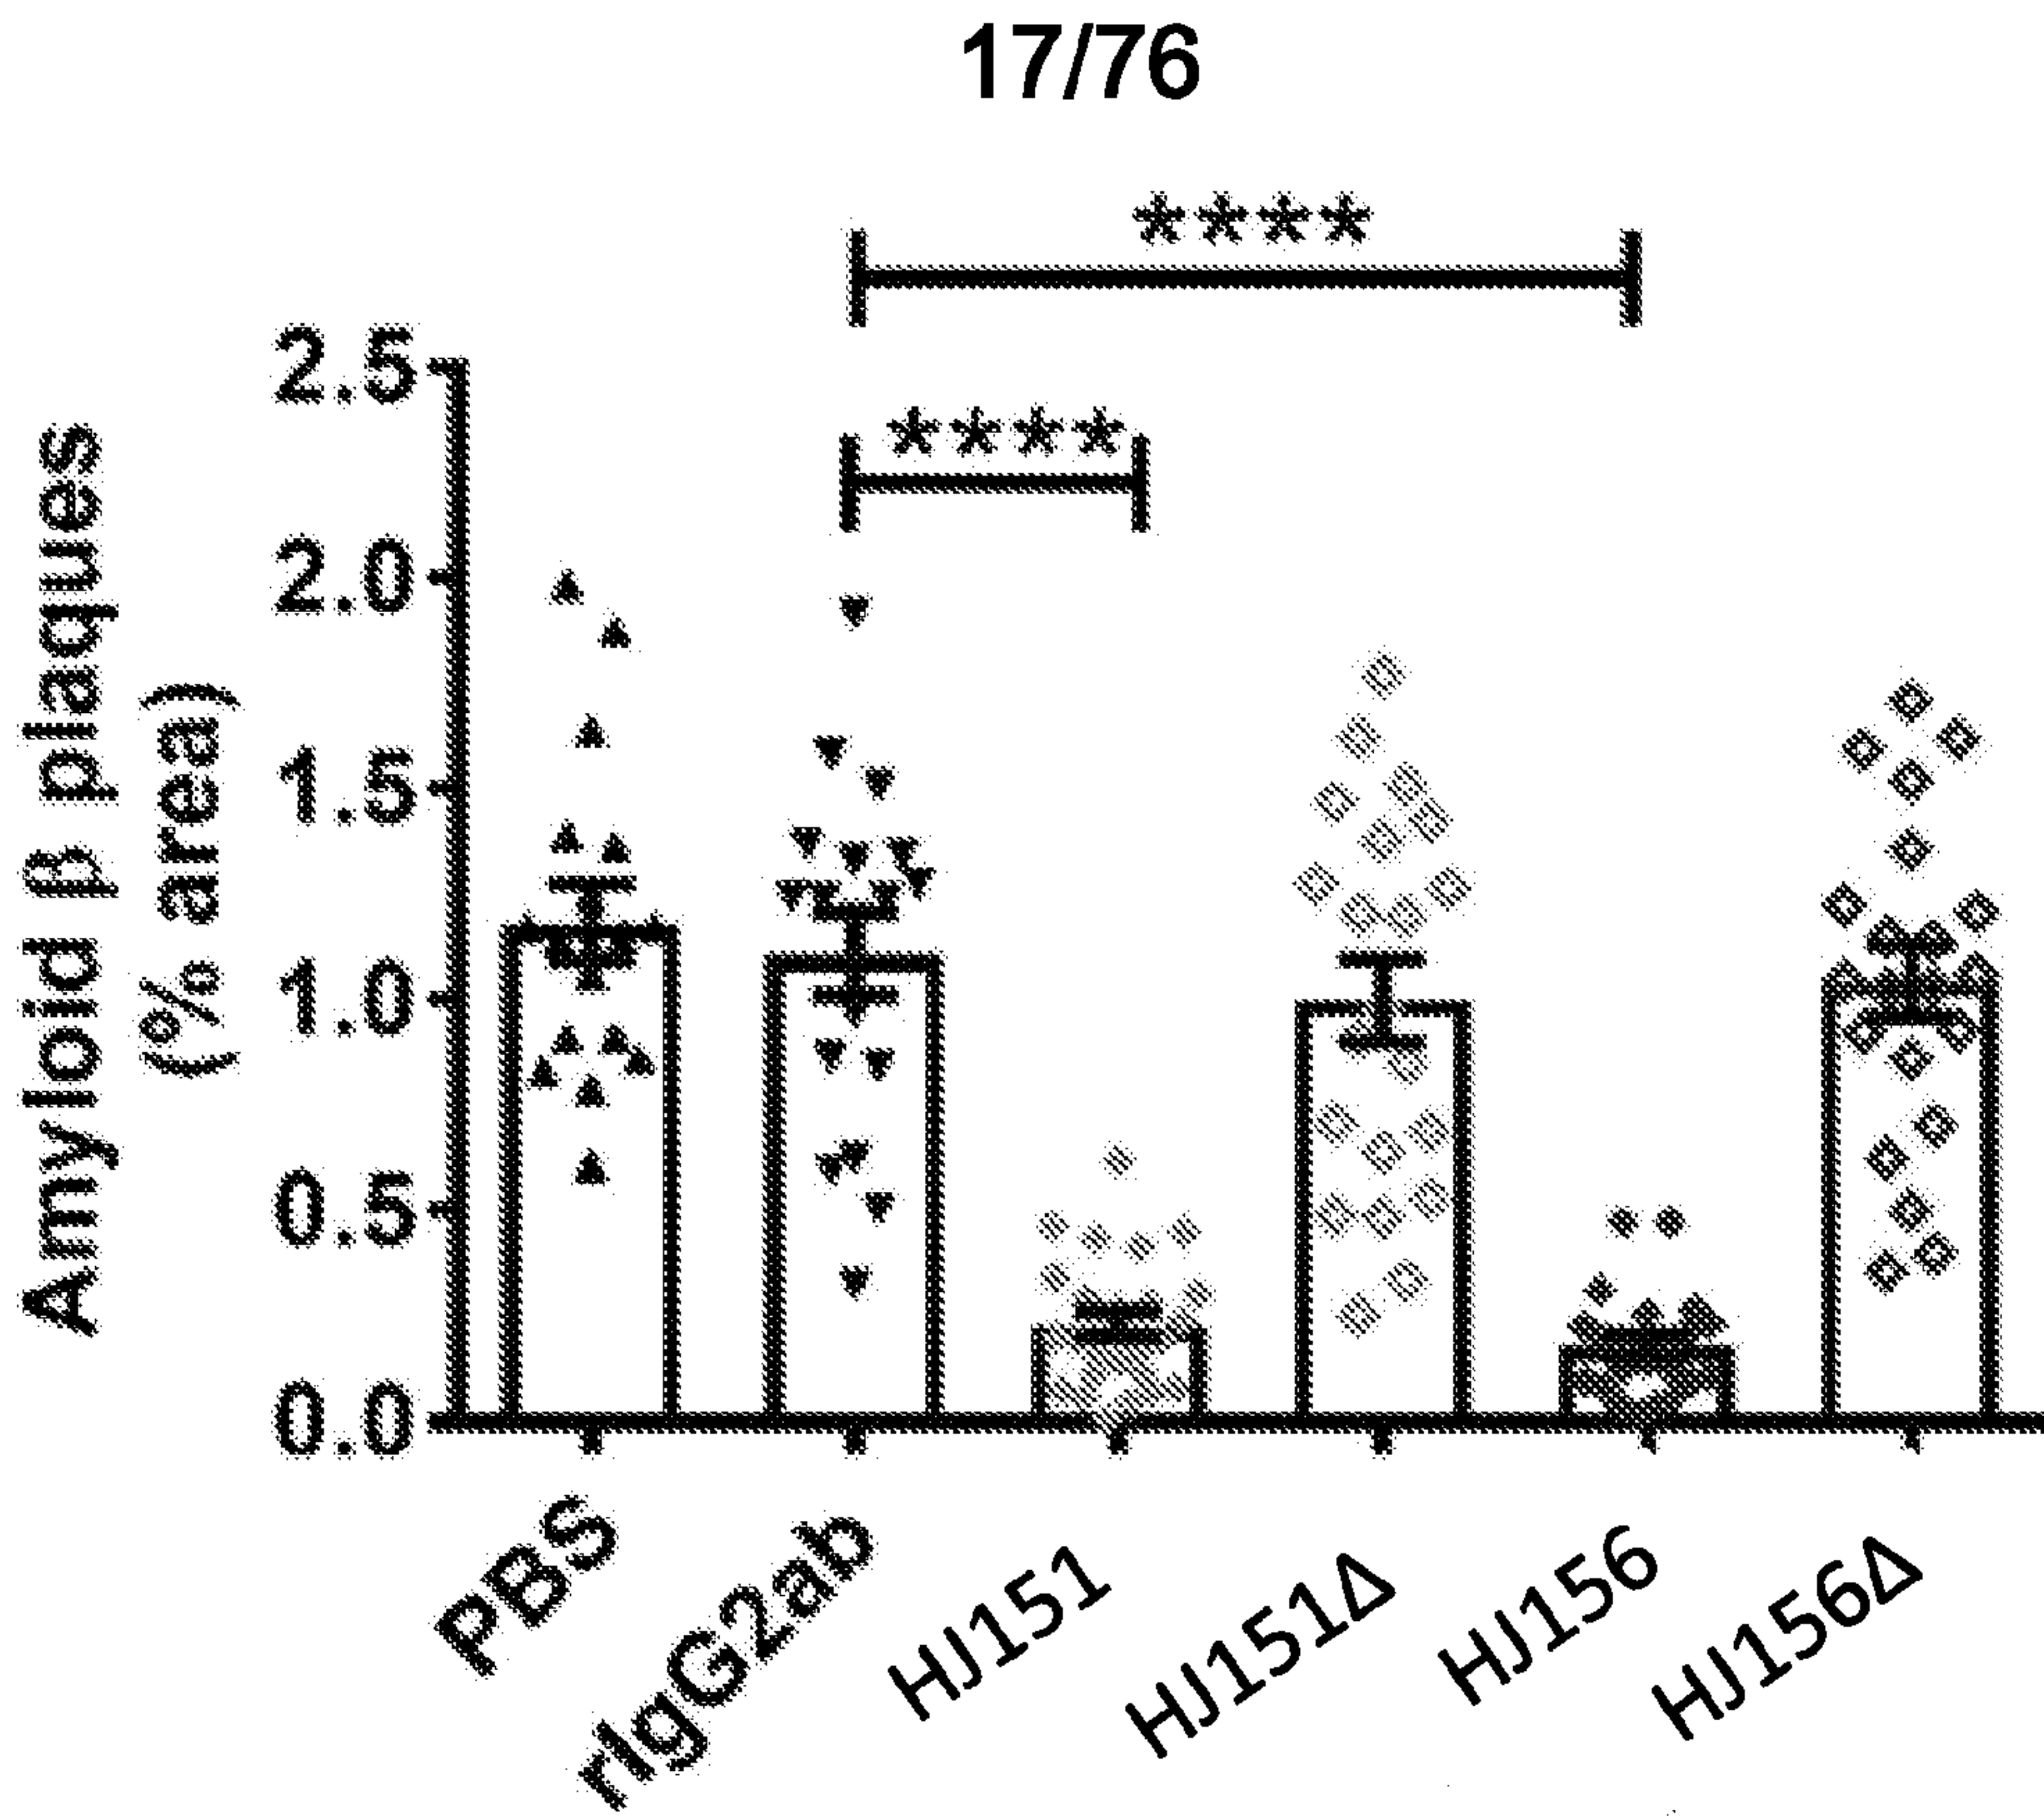 17/76
****
****
Amyloid β plaques
(% area)
2.5
2.0
1.5
1.0
0.5
0.0
PBS
rIgG2ab
HJ151
HJ151Δ
HJ156
HJ156Δ